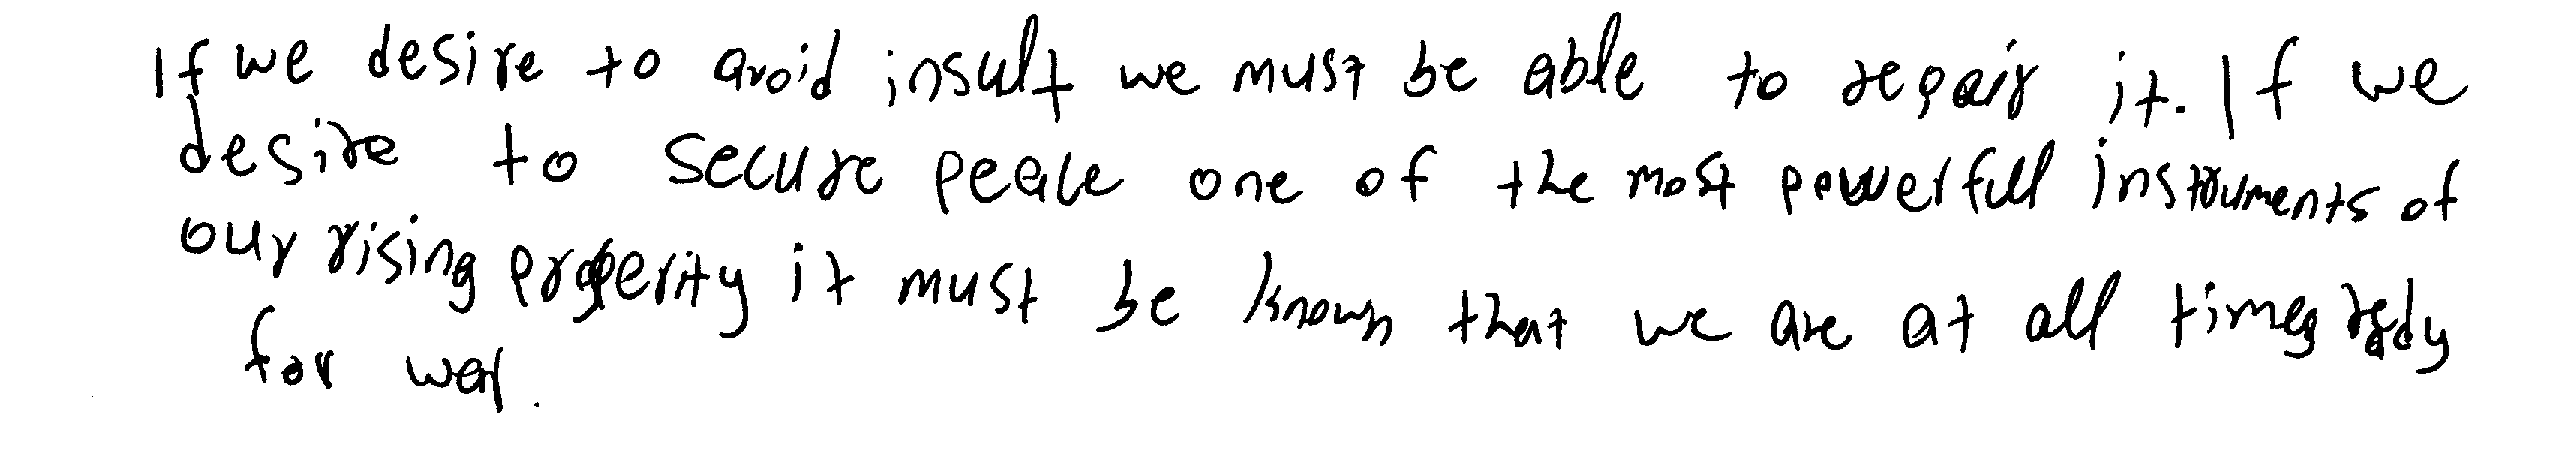 If we desire to avoid insult we must be able to repair it. If we
desire to secure peace one of the most powerfull instruments of
our rising prosperity it must be known that we are at all times ready
for war.